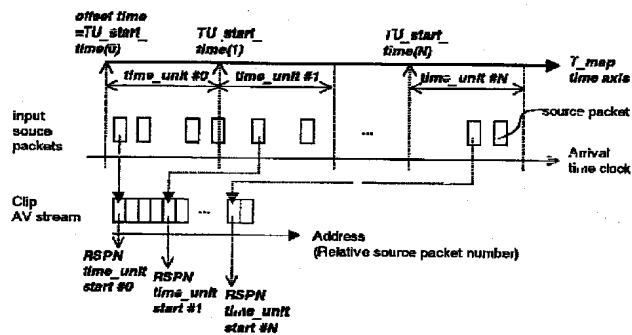 offset time
=TU_start_
time(0)
TU_start_
time(1)
TU_start_
time(N)
T_map
time axis
time_unit #0
time_unit #1
time_unit #N
source packet
input
souce
packets
...
Arrival
time clock
Clip
AV stream
...
Address
(Relative source packet number)
RSPN
time_unit
start #0
RSPN
time_unit
start #1
RSPN
time_unit
start #N